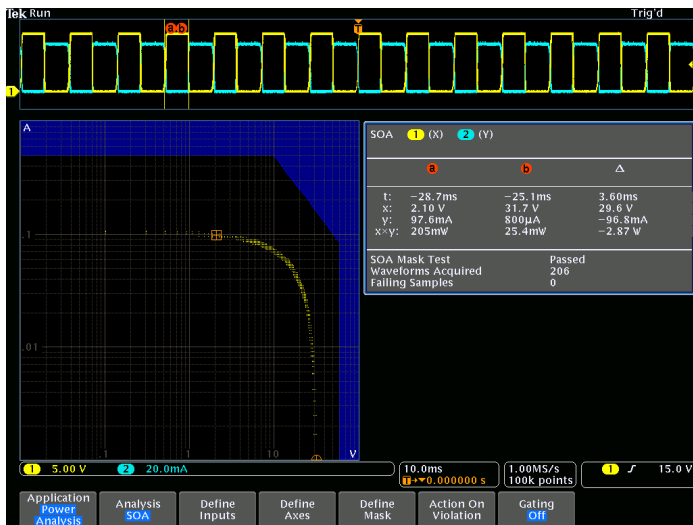 Tek Run Trig'd
a b T
1
A
.1
.01
.1 1 10 V
SOA 1 (X) 2 (Y)
a b Δ
t: −28.7ms −25.1ms 3.60ms
x: 2.10 V 31.7 V 29.6 V
y: 97.6mA 800µA −96.8mA
x×y: 205mW 25.4mW −2.87 W
SOA Mask Test Passed
Waveforms Acquired 206
Failing Samples 0
1 5.00 V 2 20.0mA
10.0ms 1.00MS/s 1 15.0 V
T→▼0.000000 s 100k points
Application
Power
Analysis
Analysis
SOA
Define
Inputs
Define
Axes
Define
Mask
Action On
Violation
Gating
Off